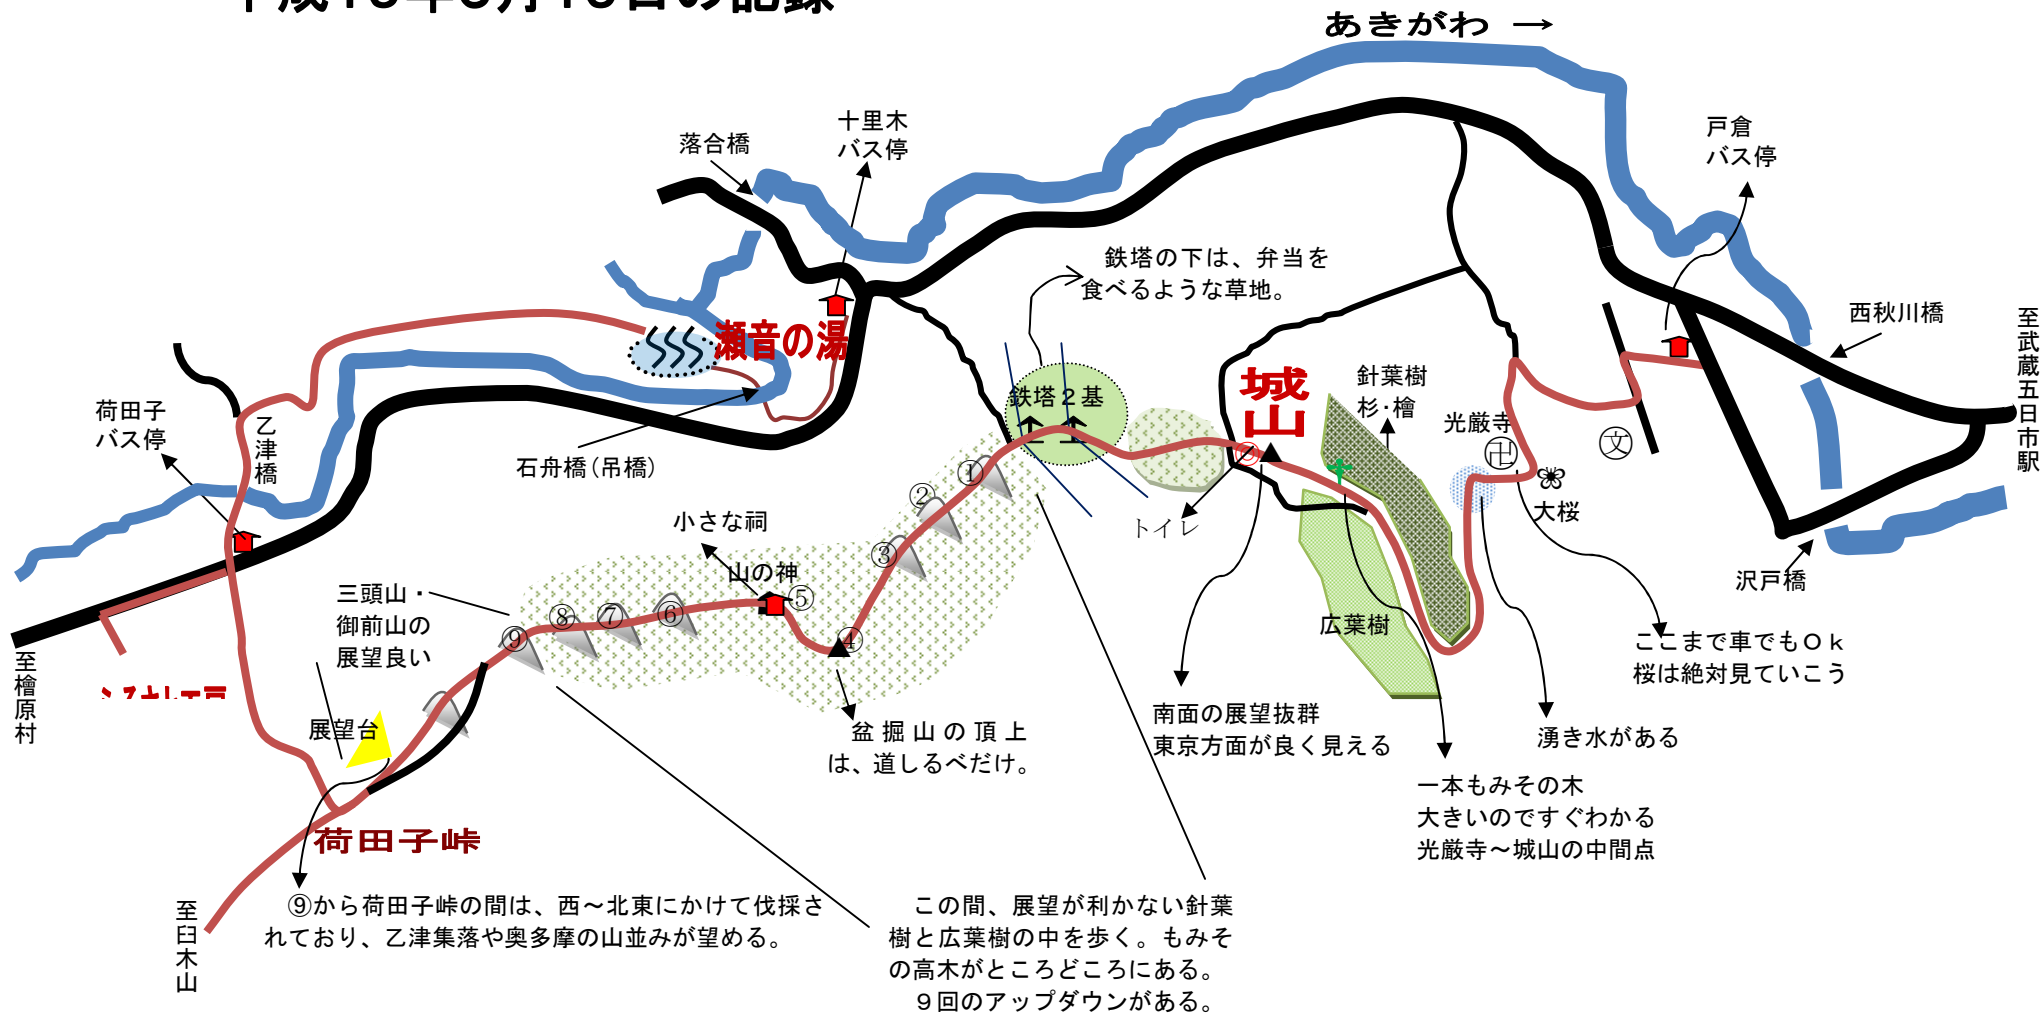 あきがわ →
十里木
バス停
落合橋
戸倉
バス停
鉄塔の下は、弁当を
食べるような草地。
西秋川橋
至武蔵五日市駅
瀬音の湯
城山
針葉樹
杉・檜
鉄塔２基
荷田子
バス停
乙津橋
光厳寺
卍
文
石舟橋（吊橋）
大桜
トイレ
小さな祠
山の神
①
②
③
④
⑤
⑥
⑦
⑧
⑨
沢戸橋
三頭山・
御前山の
展望良い
広葉樹
ここまで車でもＯｋ
桜は絶対見ていこう
至檜原村
展望台
盆掘山の頂上
は、道しるべだけ。
南面の展望抜群
東京方面が良く見える
湧き水がある
一本もみその木
大きいのですぐわかる
光厳寺～城山の中間点
荷田子峠
至臼木山
⑨から荷田子峠の間は、西～北東にかけて伐採さ
れており、乙津集落や奥多摩の山並みが望める。
この間、展望が利かない針葉
樹と広葉樹の中を歩く。もみそ
の高木がところどころにある。
９回のアップダウンがある。